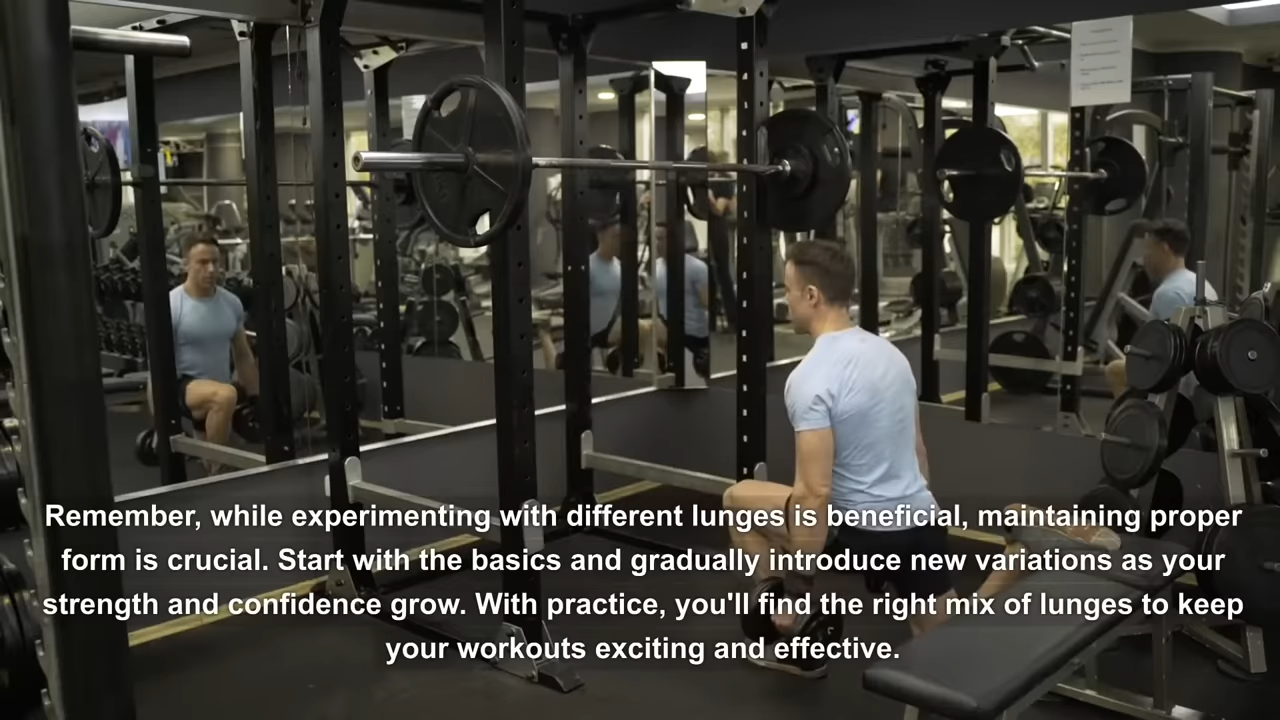 Remember, while experimenting with different lunges is beneficial, maintaining proper
form is crucial. Start with the basics and gradually introduce new variations as your
strength and confidence grow. With practice, you'll find the right mix of lunges to keep
your workouts exciting and effective.